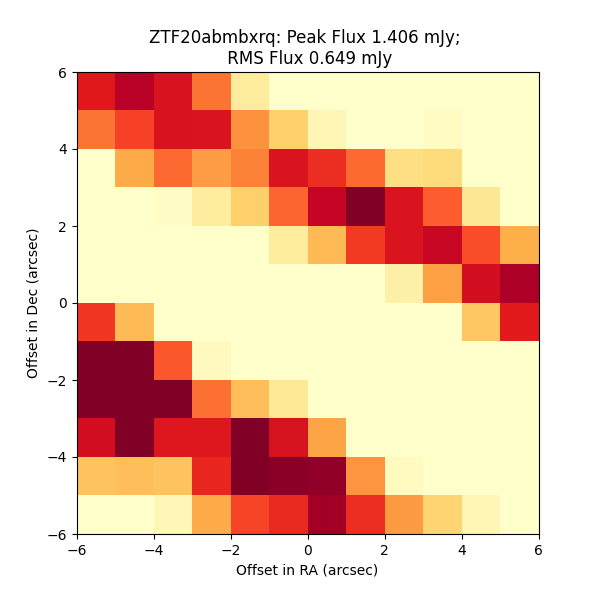 ZTF20abmbxrq: Peak Flux 1.406 mJy;
RMS Flux 0.649 mJy
6
4
2
0
−2
−4
−6
Offset in Dec (arcsec)
−6 −4 −2 0 2 4 6
Offset in RA (arcsec)